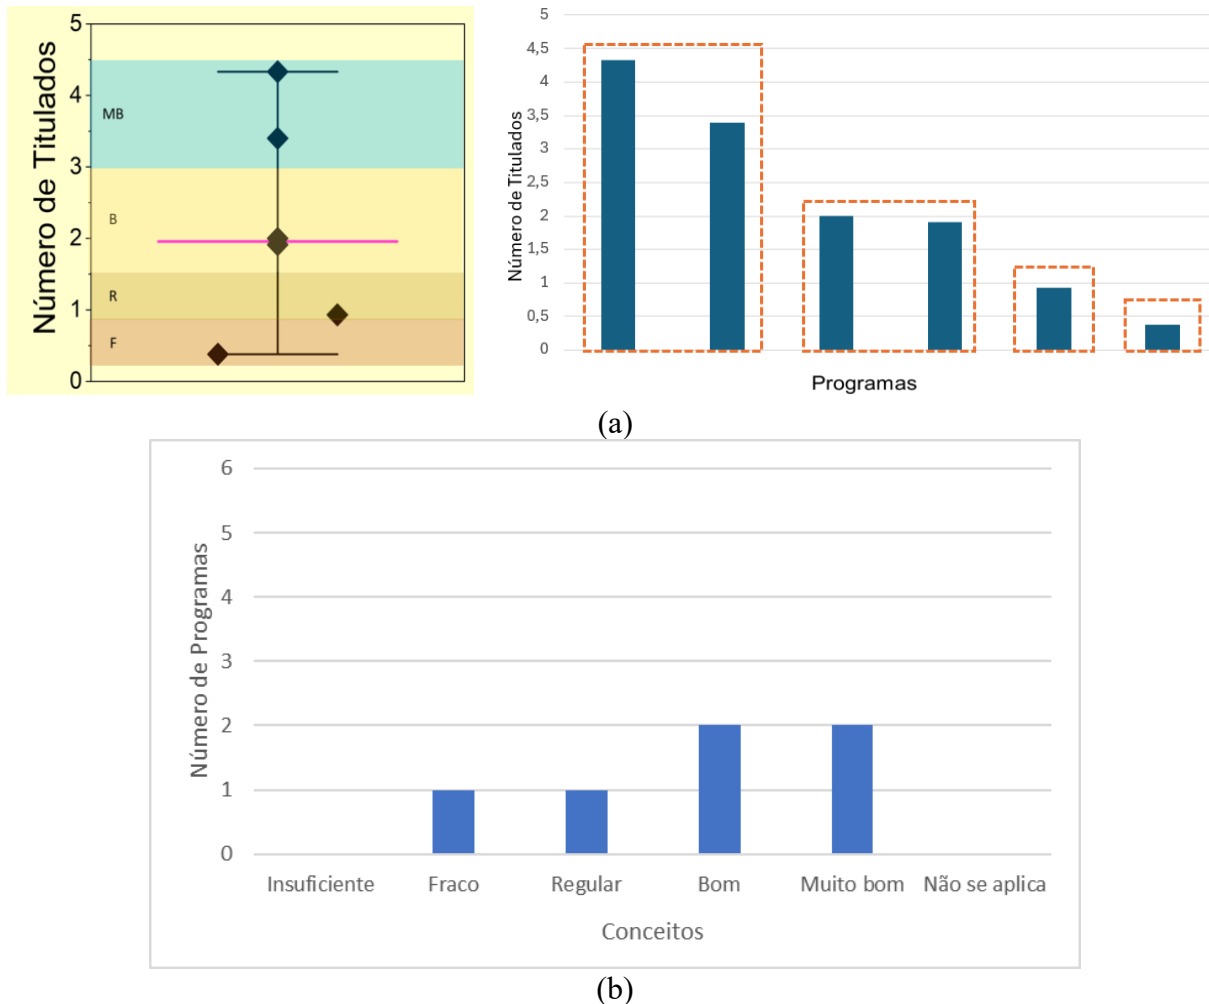 Número de Titulados
5
4
3
2
1
0
MB
B
R
F
Número de Titulados
5
4,5
4
3,5
3
2,5
2
1,5
1
0,5
0
Programas
(a)
Número de Programas
6
5
4
3
2
1
0
Insuficiente Fraco Regular Bom Muito bom Não se aplica
Conceitos
(b)